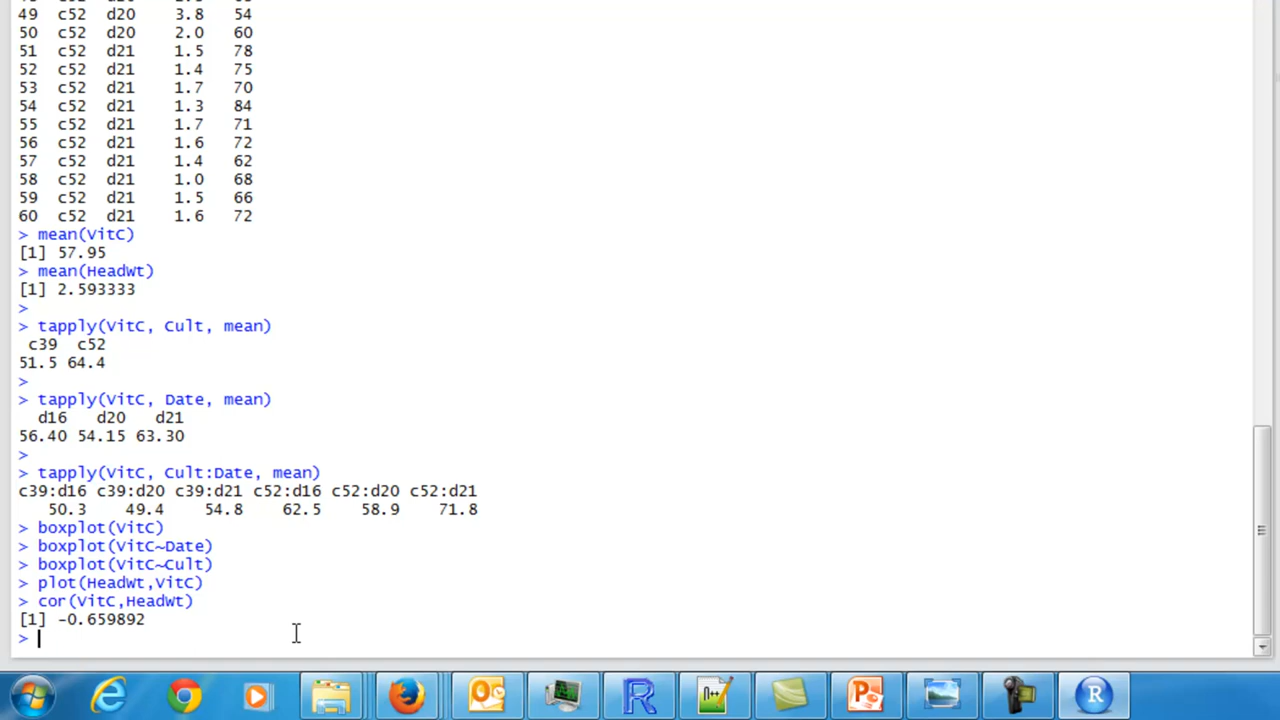 49 c52 d20 3.8 54
50 c52 d20 2.0 60
51 c52 d21 1.5 78
52 c52 d21 1.4 75
53 c52 d21 1.7 70
54 c52 d21 1.3 84
55 c52 d21 1.7 71
56 c52 d21 1.6 72
57 c52 d21 1.4 62
58 c52 d21 1.0 68
59 c52 d21 1.5 66
60 c52 d21 1.6 72
> mean(VitC)
[1] 57.95
> mean(HeadWt)
[1] 2.593333
>
> tapply(VitC, Cult, mean)
c39 c52
51.5 64.4
>
> tapply(VitC, Date, mean)
d16 d20 d21
56.40 54.15 63.30
>
> tapply(VitC, Cult:Date, mean)
c39:d16 c39:d20 c39:d21 c52:d16 c52:d20 c52:d21
50.3 49.4 54.8 62.5 58.9 71.8
> boxplot(VitC)
> boxplot(VitC~Date)
> boxplot(VitC~Cult)
> plot(HeadWt,VitC)
> cor(VitC,HeadWt)
[1] -0.659892
>